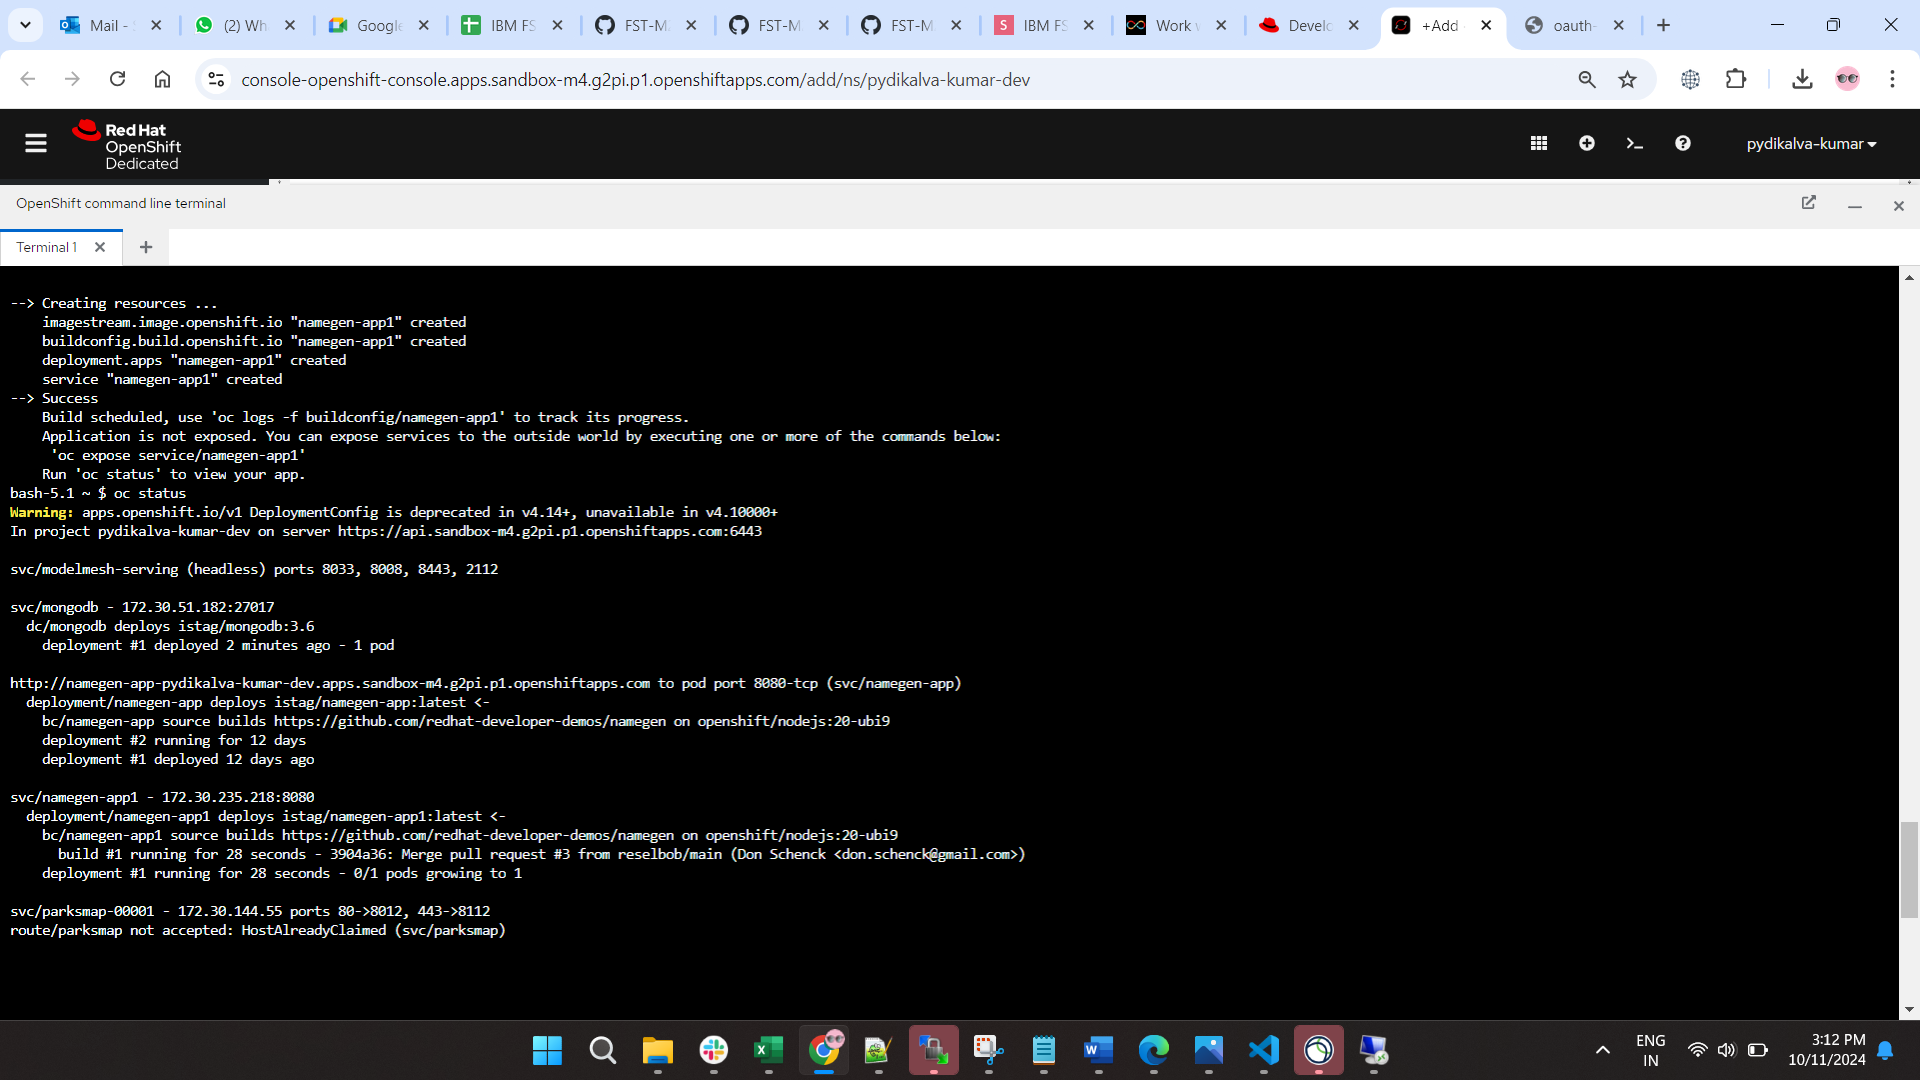 Mail - S
(2) Wh
Google
IBM FS
FST-M
FST-M
FST-M
IBM FS
Work w
Develo
+Add
oauth-
console-openshift-console.apps.sandbox-m4.g2pi.p1.openshiftapps.com/add/ns/pydikalva-kumar-dev
Red Hat
OpenShift
Dedicated
pydikalva-kumar
OpenShift command line terminal
Terminal 1
--> Creating resources ...
imagestream.image.openshift.io "namegen-app1" created
buildconfig.build.openshift.io "namegen-app1" created
deployment.apps "namegen-app1" created
service "namegen-app1" created
--> Success
Build scheduled, use 'oc logs -f buildconfig/namegen-app1' to track its progress.
Application is not exposed. You can expose services to the outside world by executing one or more of the commands below:
'oc expose service/namegen-app1'
Run 'oc status' to view your app.
bash-5.1 ~ $ oc status
Warning: apps.openshift.io/v1 DeploymentConfig is deprecated in v4.14+, unavailable in v4.10000+
In project pydikalva-kumar-dev on server https://api.sandbox-m4.g2pi.p1.openshiftapps.com:6443
svc/modelmesh-serving (headless) ports 8033, 8008, 8443, 2112
svc/mongodb - 172.30.51.182:27017
dc/mongodb deploys istag/mongodb:3.6
deployment #1 deployed 2 minutes ago - 1 pod
http://namegen-app-pydikalva-kumar-dev.apps.sandbox-m4.g2pi.p1.openshiftapps.com to pod port 8080-tcp (svc/namegen-app)
deployment/namegen-app deploys istag/namegen-app:latest <-
bc/namegen-app source builds https://github.com/redhat-developer-demos/namegen on openshift/nodejs:20-ubi9
deployment #2 running for 12 days
deployment #1 deployed 12 days ago
svc/namegen-app1 - 172.30.235.218:8080
deployment/namegen-app1 deploys istag/namegen-app1:latest <-
bc/namegen-app1 source builds https://github.com/redhat-developer-demos/namegen on openshift/nodejs:20-ubi9
build #1 running for 28 seconds - 3904a36: Merge pull request #3 from reselbob/main (Don Schenck <don.schenck@gmail.com>)
deployment #1 running for 28 seconds - 0/1 pods growing to 1
svc/parksmap-00001 - 172.30.144.55 ports 80->8012, 443->8112
route/parksmap not accepted: HostAlreadyClaimed (svc/parksmap)
ENG
IN
3:12 PM
10/11/2024